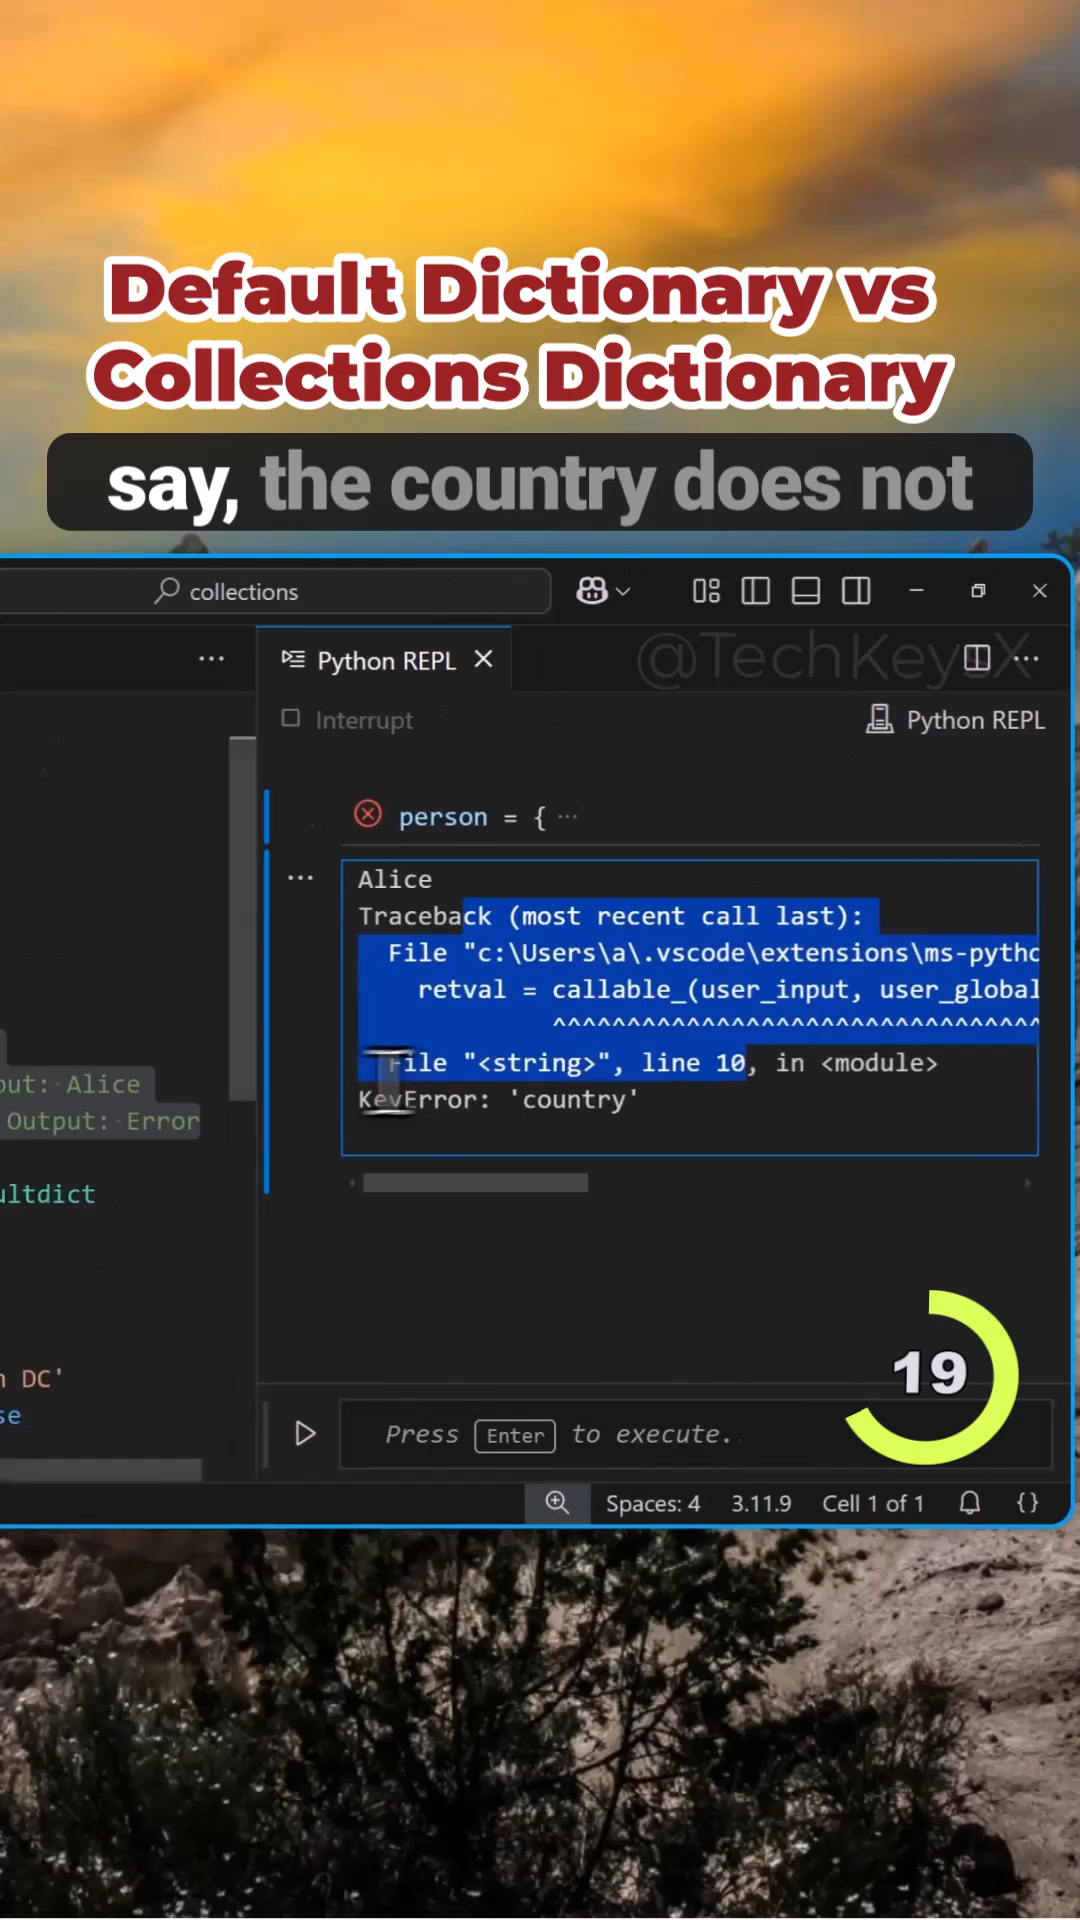 Default Dictionary vs
Collections Dictionary
say, the country does not
collections
Python REPL
@TechKeysX
Interrupt
Python REPL
person = { ···
Alice
Traceback (most recent call last):
File "c:\Users\a\.vscode\extensions\ms-pytho
retval = callable_(user_input, user_global
^^^^^^^^^^^^^^^^^^^^^^^^^^^^^^^^^
File "<string>", line 10, in <module>
KeyError: 'country'
put: Alice
Output: Error
ultdict
n DC'
se
19
Press Enter to execute.
Spaces: 4
3.11.9
Cell 1 of 1
{}